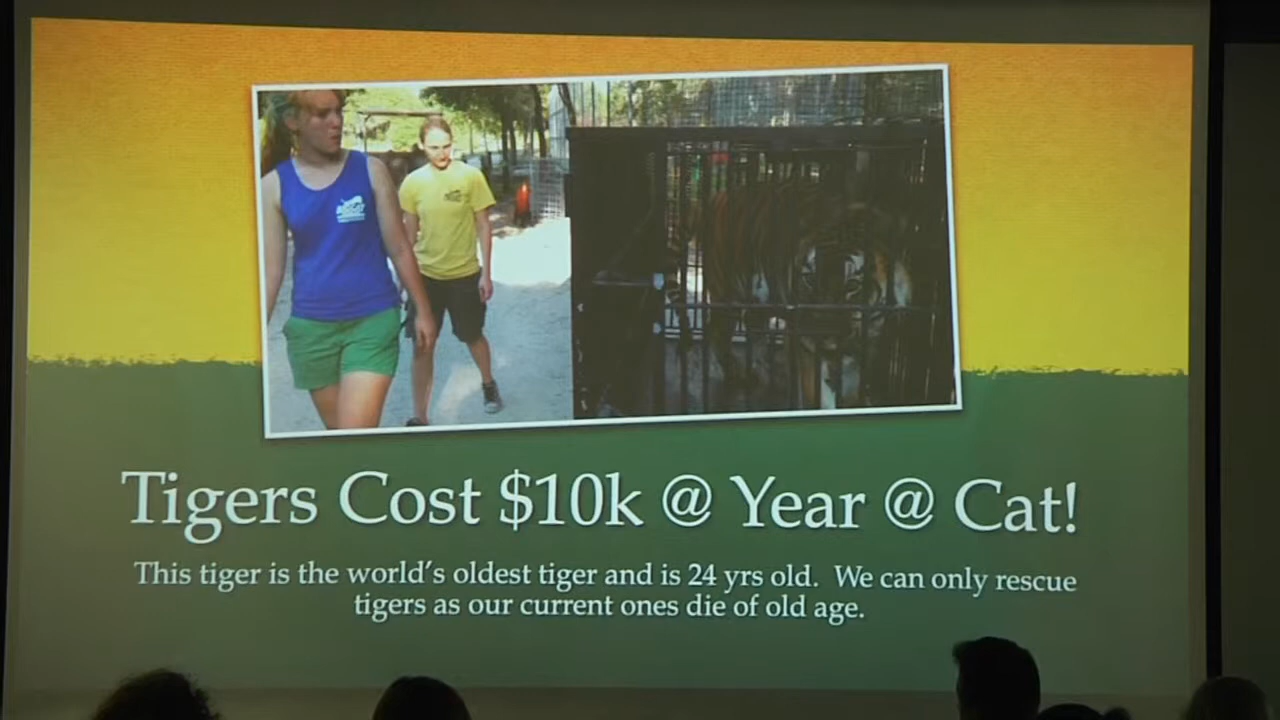 Tigers Cost $10k @ Year @ Cat!
This tiger is the world's oldest tiger and is 24 yrs old.  We can only rescue
tigers as our current ones die of old age.